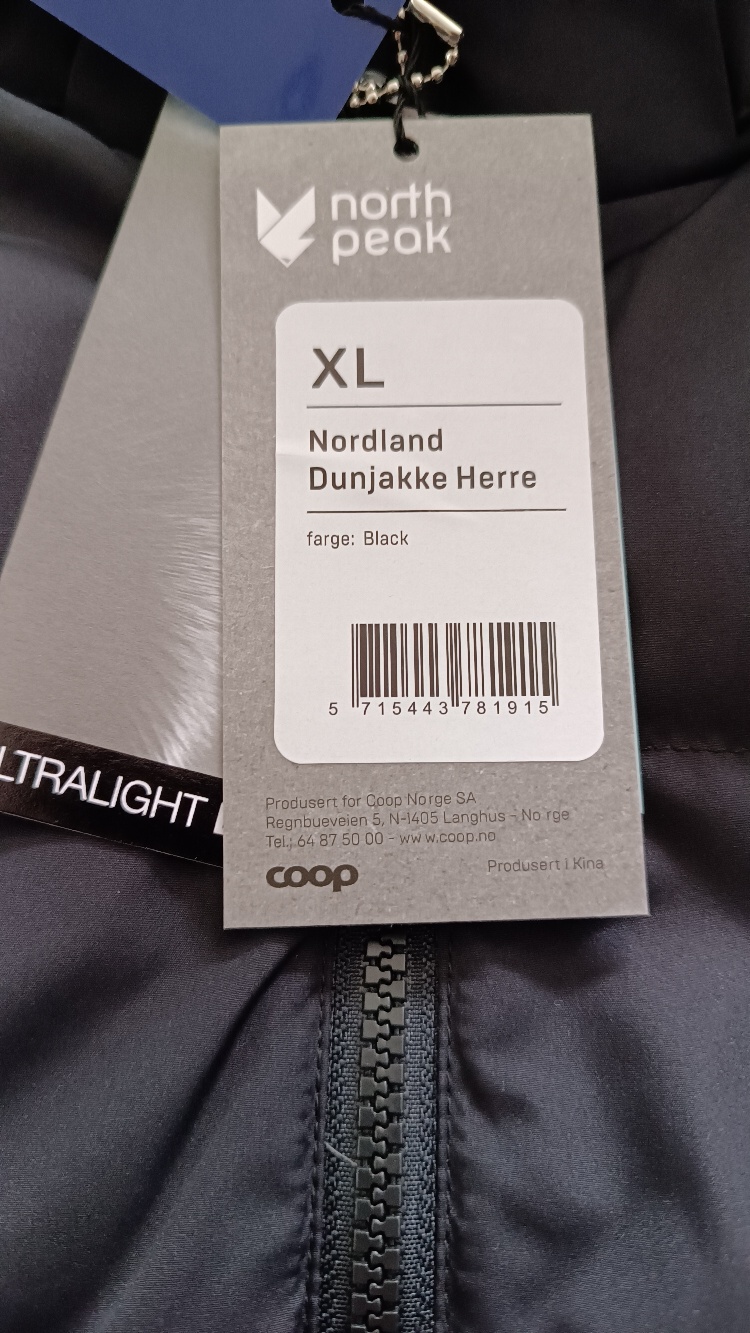 north
peak
XL
Nordland
Dunjakke Herre
farge: Black
5 715443 781915
Produsert for Coop Norge SA
Regnbueveien 5, N-1405 Langhus - Norge
Tel.: 64 87 50 00 - www.coop.no
coop
Produsert i Kina
LTRALIGHT